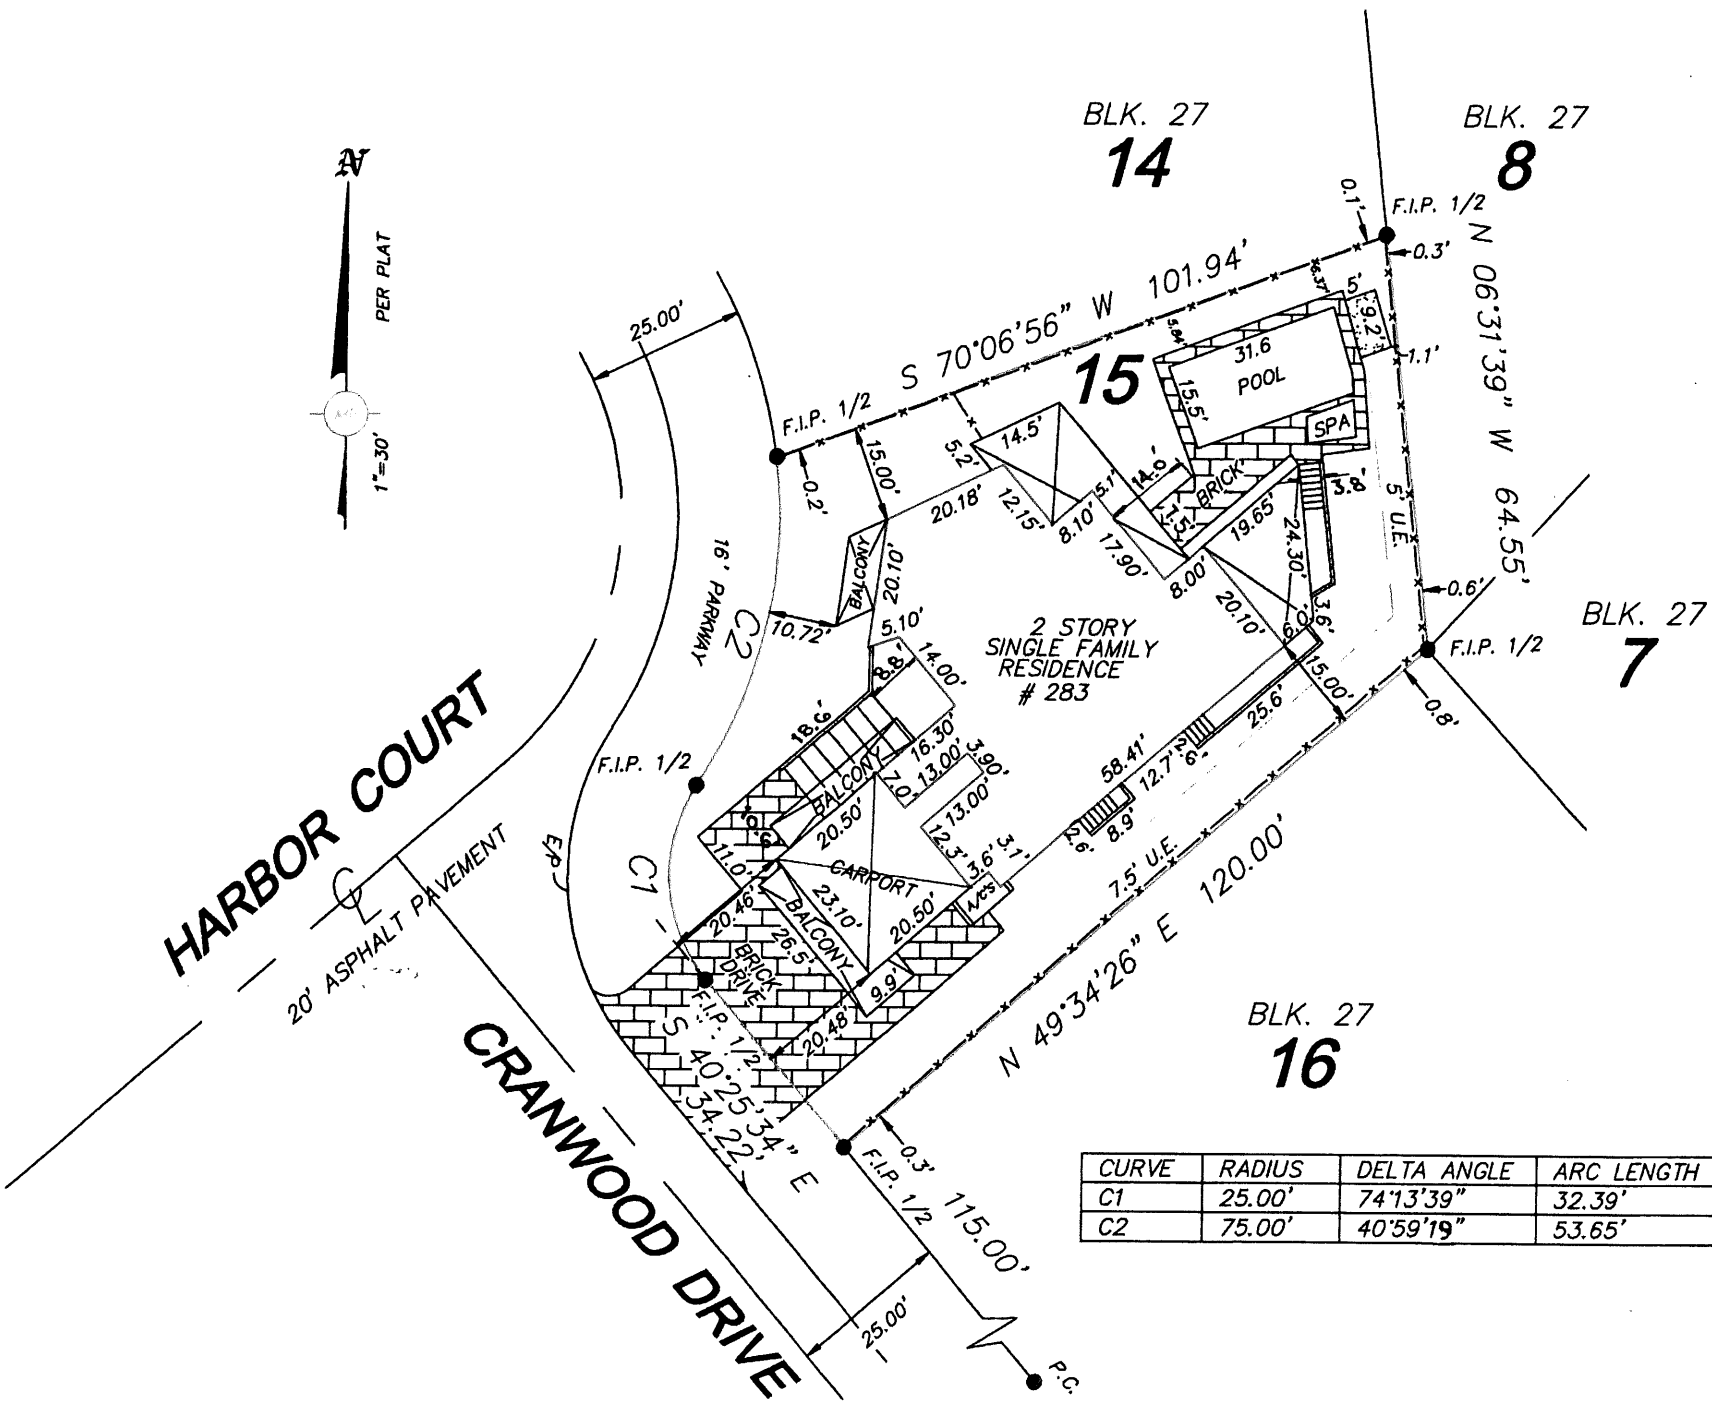 BLK. 27
14
BLK. 27
8
N
PER PLAT
1"=30'
0.1'
F.I.P. 1/2
0.3'
N 06°31'39" W 64.55'
S 70°06'56" W 101.94'
6.37'
5'
9.2'
1.1'
25.00'
5.84'
15
31.6
POOL
15.5'
SPA
F.I.P. 1/2
0.2'
15.00'
14.5'
5.2'
20.18'
12.15'
8.10'
5.1'
14.0'
BRICK
7.5'
19.65'
24.30'
3.8'
5' U.E.
17.90'
8.00'
20.10'
16' PARKWAY
C2
BALCONY
20.10'
10.72'
5.10'
8.8'
14.00'
2 STORY
SINGLE FAMILY
RESIDENCE
# 283
6.0'
3.6'
0.6'
F.I.P. 1/2
BLK. 27
7
15.00'
0.8'
25.6'
2.6'
12.7'
58.41'
8.9'
2.6'
7.5' U.E.
N 49°34'26" E 120.00'
HARBOR COURT
F.I.P. 1/2
18.6'
BALCONY
16.30'
13.00'
3.90'
7.0'
13.00'
20.50'
12.3'
3.6'
3.1'
A/C'S
CARPORT
11.0'
23.10'
20.50'
BALCONY
26.5'
9.9'
20.46'
BRICK
DRIVE
20.48'
E.P.
C1
CL
20' ASPHALT PAVEMENT
F.I.P. 1/2
S 40°25'34" E
34.22'
CRANWOOD DRIVE
0.3'
F.I.P. 1/2
115.00'
25.00'
P.C.
BLK. 27
16
CURVE RADIUS DELTA ANGLE ARC LENGTH
C1 25.00' 74°13'39" 32.39'
C2 75.00' 40°59'19" 53.65'